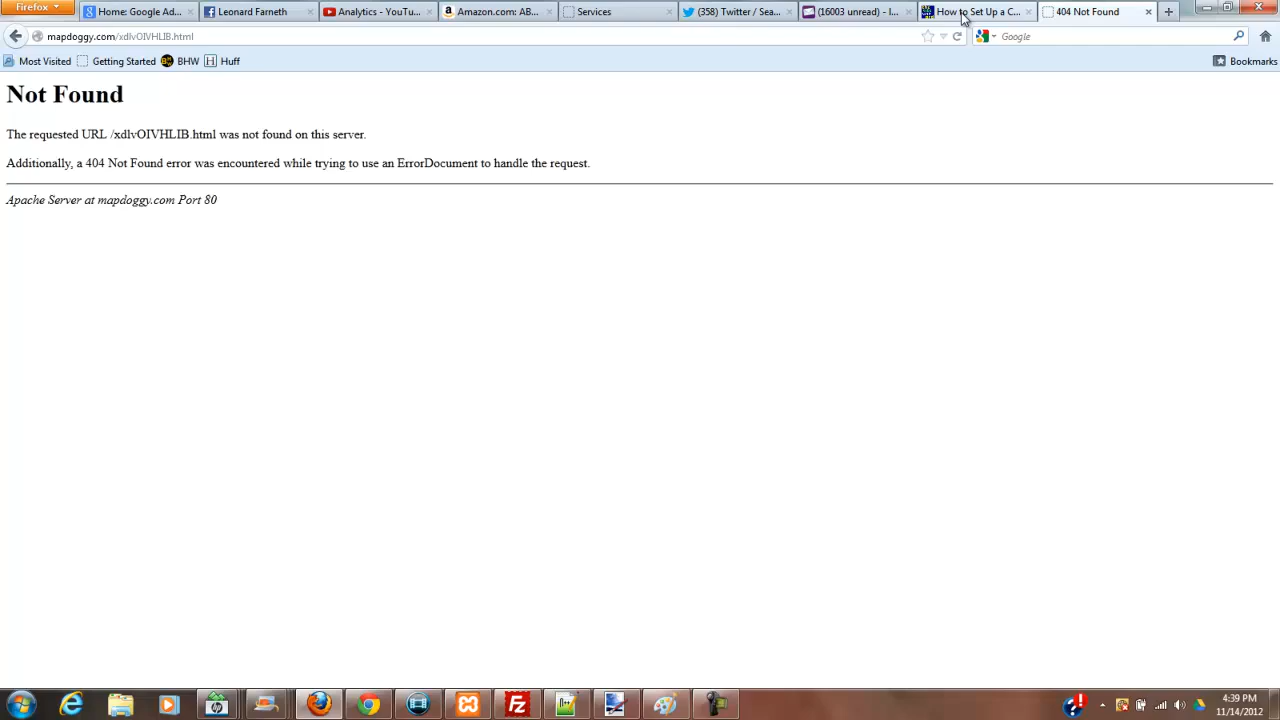 Firefox
Home: Google Ad...
Leonard Farneth
Analytics - YouTu...
Amazon.com: AB...
Services
(358) Twitter / Sea...
(16003 unread) - l...
How to Set Up a C...
404 Not Found
mapdoggy.com/xdlvOIVHLIB.html
Google
Most Visited
Getting Started
BHW
Huff
Bookmarks
Not Found
The requested URL /xdlvOIVHLIB.html was not found on this server.
Additionally, a 404 Not Found error was encountered while trying to use an ErrorDocument to handle the request.
Apache Server at mapdoggy.com Port 80
4:39 PM
11/14/2012